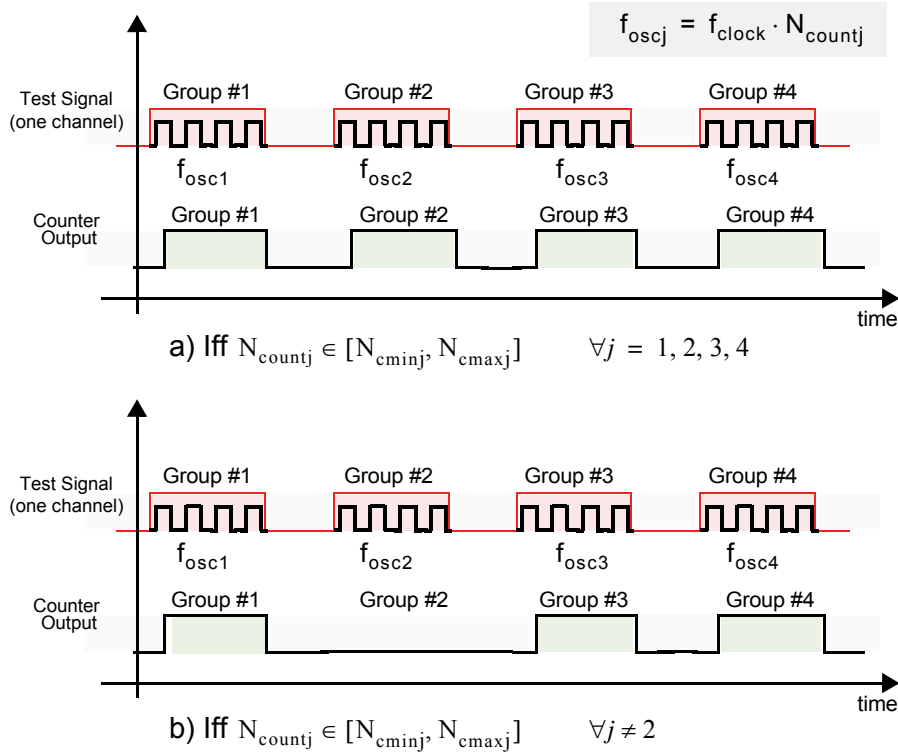 f_oscj = f_clock · N_countj
Group #1 Group #2 Group #3 Group #4
Test Signal
(one channel)
f_osc1 f_osc2 f_osc3 f_osc4
Group #1 Group #2 Group #3 Group #4
Counter
Output
time
a) Iff N_countj ∈ [N_cminj, N_cmaxj] ∀j = 1, 2, 3, 4
Group #1 Group #2 Group #3 Group #4
Test Signal
(one channel)
f_osc1 f_osc2 f_osc3 f_osc4
Group #1 Group #2 Group #3 Group #4
Counter
Output
time
b) Iff N_countj ∈ [N_cminj, N_cmaxj] ∀j ≠ 2